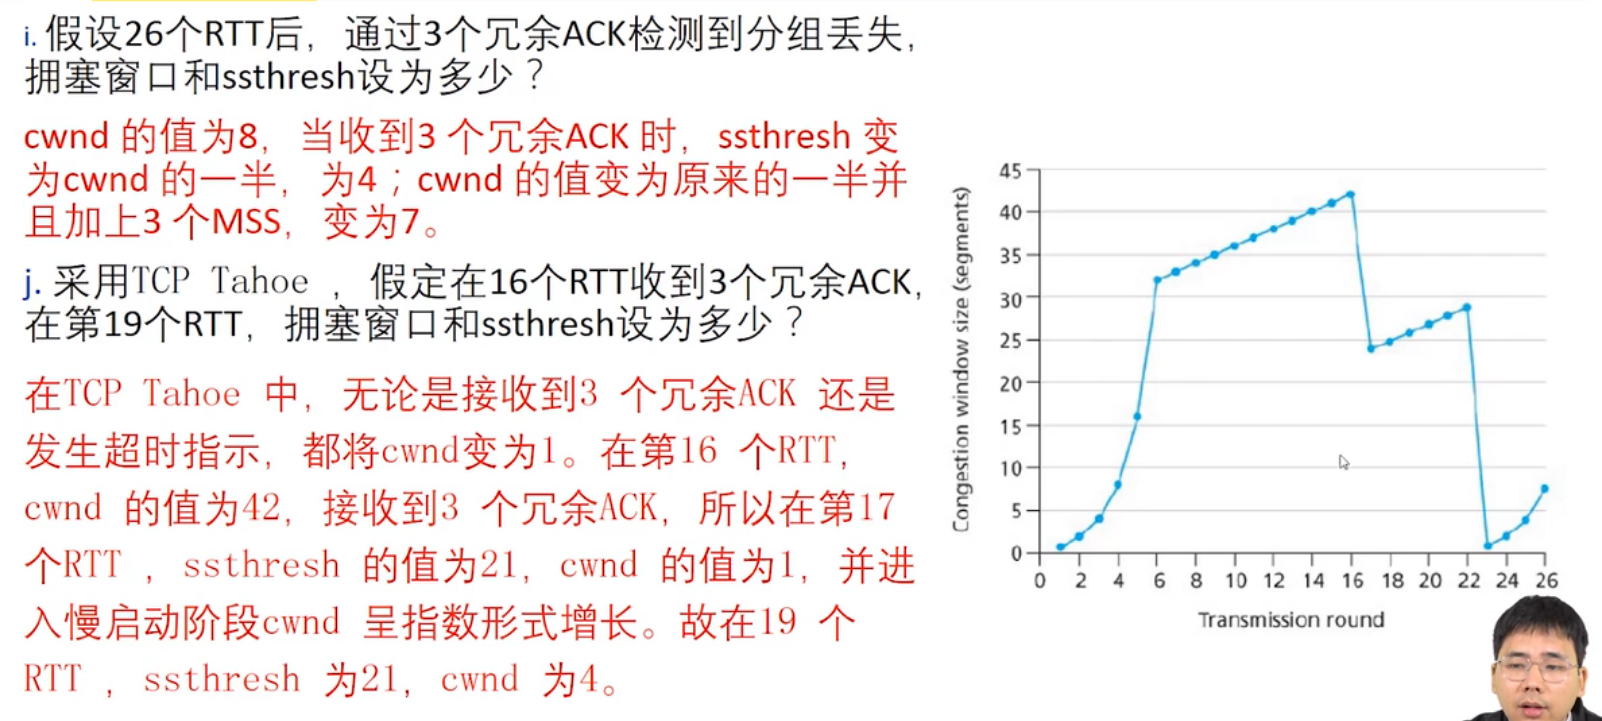 i. 假设26个RTT后，通过3个冗余ACK检测到分组丢失，
拥塞窗口和ssthresh设为多少？
cwnd 的值为8，当收到3 个冗余ACK 时，ssthresh 变
为cwnd 的一半，为4；cwnd 的值变为原来的一半并
且加上3 个MSS，变为7。
j. 采用TCP Tahoe ，假定在16个RTT收到3个冗余ACK，
在第19个RTT，拥塞窗口和ssthresh设为多少？
在TCP Tahoe 中，无论是接收到3 个冗余ACK 还是
发生超时指示，都将cwnd变为1。在第16 个RTT，
cwnd 的值为42，接收到3 个冗余ACK，所以在第17
个RTT ，ssthresh 的值为21，cwnd 的值为1，并进
入慢启动阶段cwnd 呈指数形式增长。故在19 个
RTT ，ssthresh 为21，cwnd 为4。
Congestion window size (segments)
45
40
35
30
25
20
15
10
5
0
0 2 4 6 8 10 12 14 16 18 20 22 24 26
Transmission round